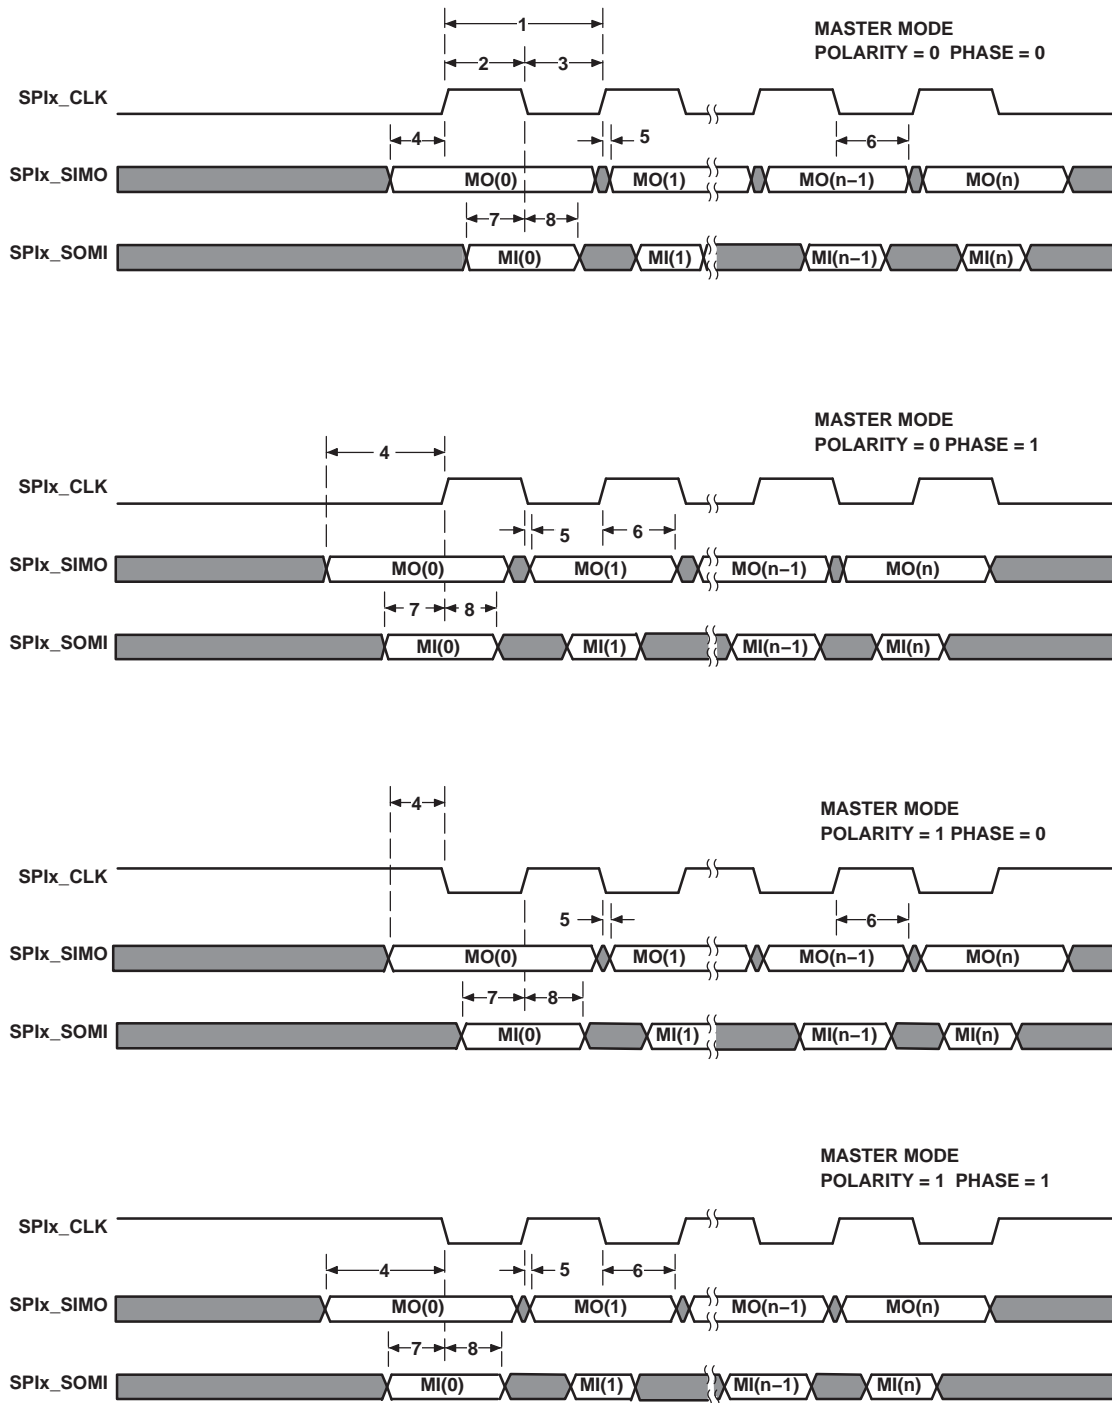 1
MASTER MODE
POLARITY = 0 PHASE = 0
2 3
SPIx_CLK
4 5 6
SPIx_SIMO MO(0) MO(1) MO(n−1) MO(n)
7 8
SPIx_SOMI MI(0) MI(1) MI(n−1) MI(n)
MASTER MODE
POLARITY = 0 PHASE = 1
4
SPIx_CLK
5 6
SPIx_SIMO MO(0) MO(1) MO(n−1) MO(n)
7 8
SPIx_SOMI MI(0) MI(1) MI(n−1) MI(n)
4
MASTER MODE
POLARITY = 1 PHASE = 0
SPIx_CLK
5 6
SPIx_SIMO MO(0) MO(1) MO(n−1) MO(n)
7 8
SPIx_SOMI MI(0) MI(1) MI(n−1) MI(n)
MASTER MODE
POLARITY = 1 PHASE = 1
SPIx_CLK
4 5 6
SPIx_SIMO MO(0) MO(1) MO(n−1) MO(n)
7 8
SPIx_SOMI MI(0) MI(1) MI(n−1) MI(n)